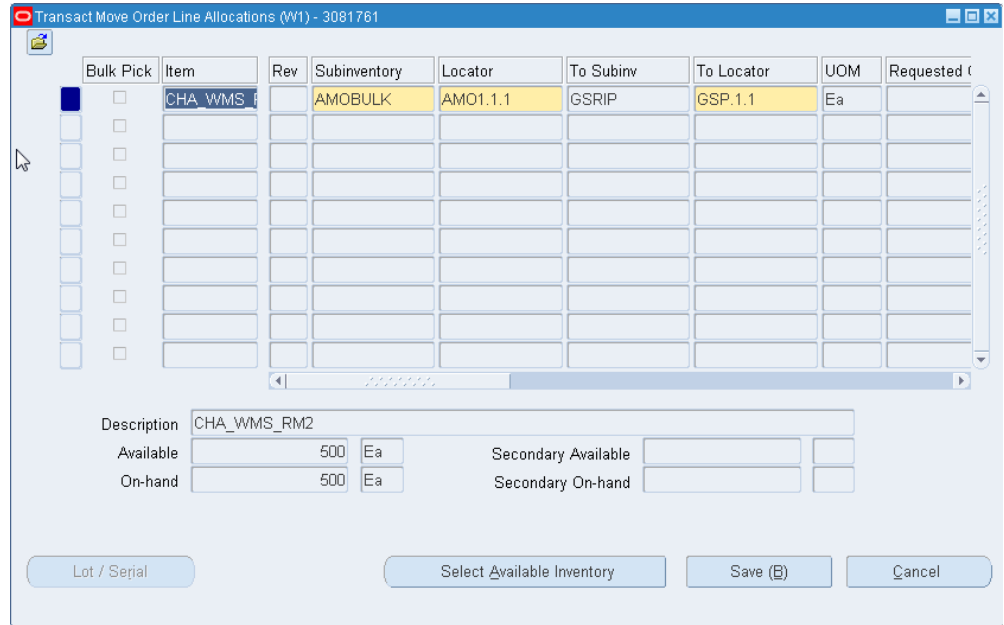 Transact Move Order Line Allocations (W1) - 3081761
Bulk Pick Item Rev Subinventory Locator To Subinv To Locator UOM Requested
CHA_WMS_ AMOBULK AMO1.1.1 GSRIP GSP.1.1 Ea
Description CHA_WMS_RM2
Available 500 Ea Secondary Available
On-hand 500 Ea Secondary On-hand
Lot / Serial Select Available Inventory Save (B) Cancel